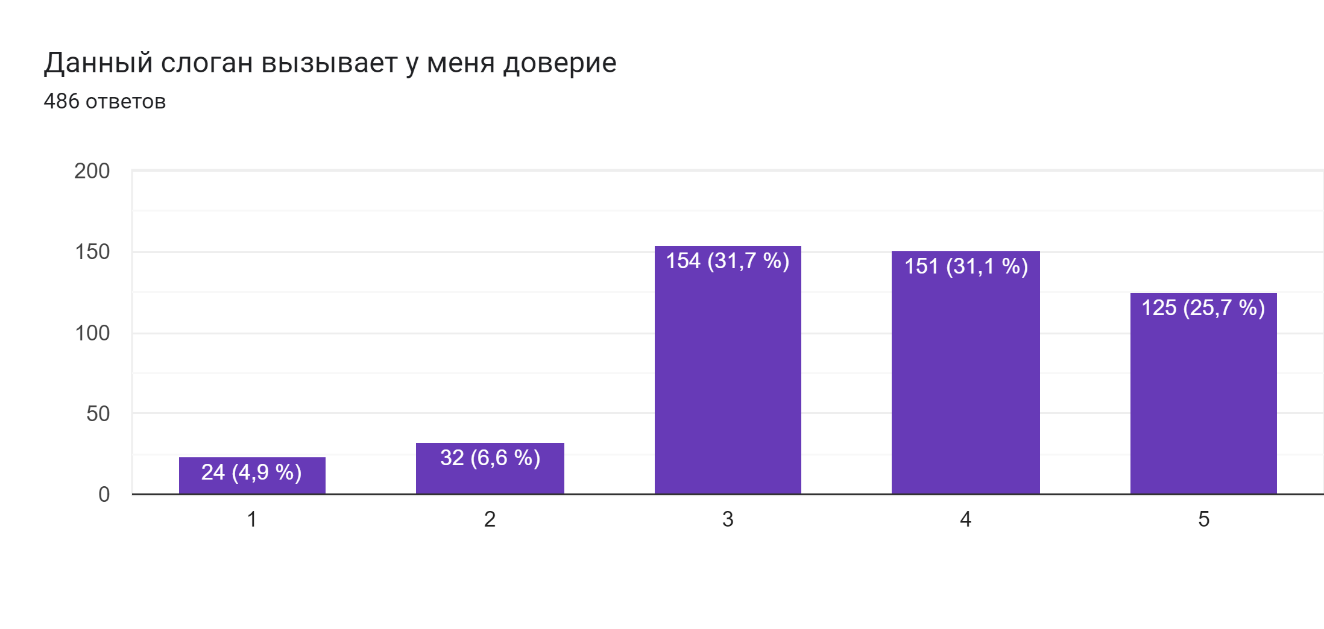 Данный слоган вызывает у меня доверие
486 ответов
200
150
100
50
0
24 (4,9 %)
32 (6,6 %)
154 (31,7 %)
151 (31,1 %)
125 (25,7 %)
1
2
3
4
5